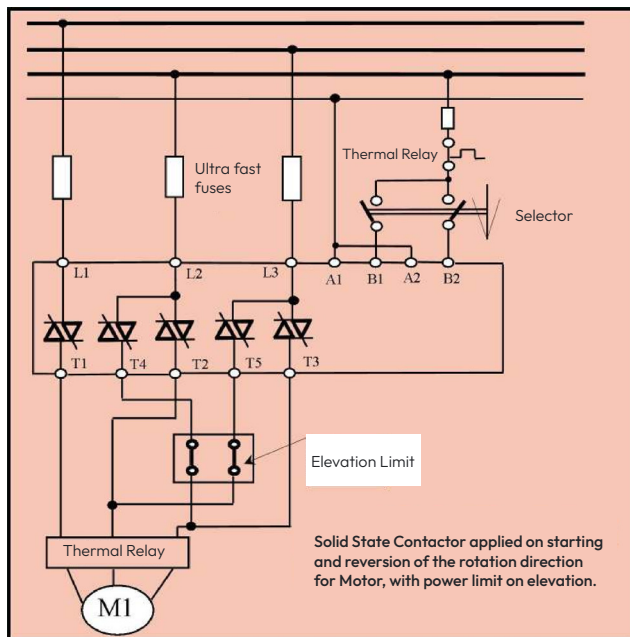 Thermal Relay
Ultra fast
fuses
Selector
L1 L2 L3 A1 B1 A2 B2
T1 T4 T2 T5 T3
Elevation Limit
Thermal Relay
Solid State Contactor applied on starting
and reversion of the rotation direction
for Motor, with power limit on elevation.
M1